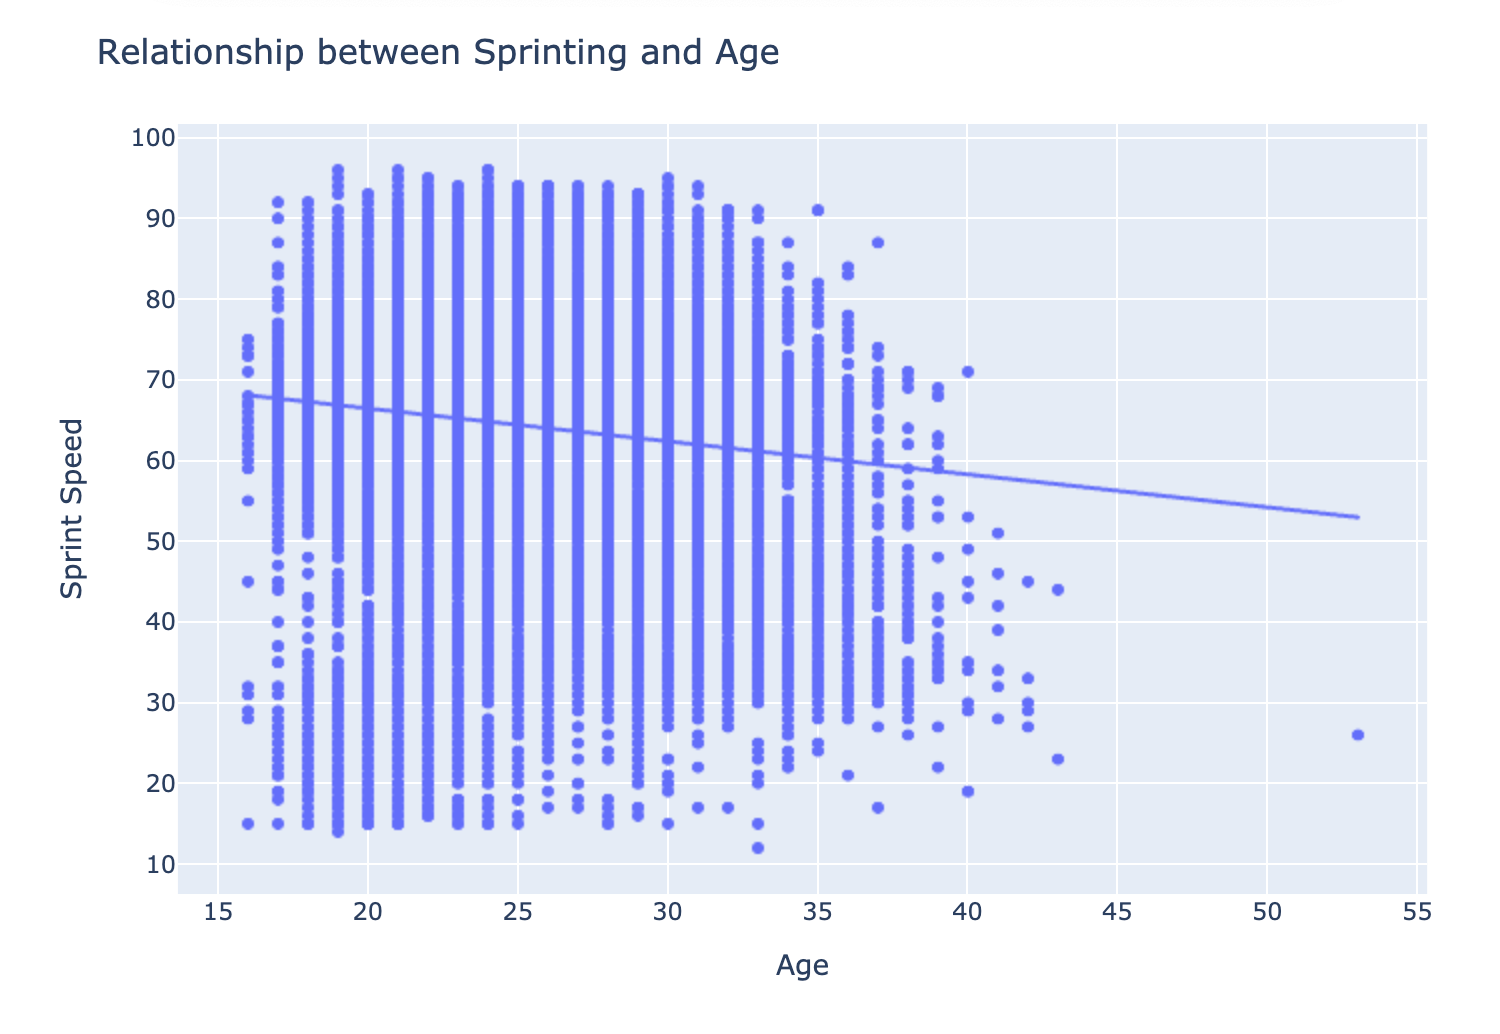 Relationship between Sprinting and Age
100
90
80
70
60
50
40
30
20
10
Sprint Speed
15 20 25 30 35 40 45 50 55
Age